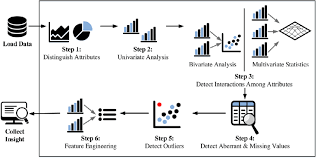 Load Data
Step 1:
Distinguish Attributes
Step 2:
Univariate Analysis
Bivariate Analysis
Multivariate Statistics
Step 3:
Detect Interactions Among Attributes
Collect
Insight
Step 6:
Feature Engineering
Step 5:
Detect Outliers
Step 4:
Detect Aberrant & Missing Values